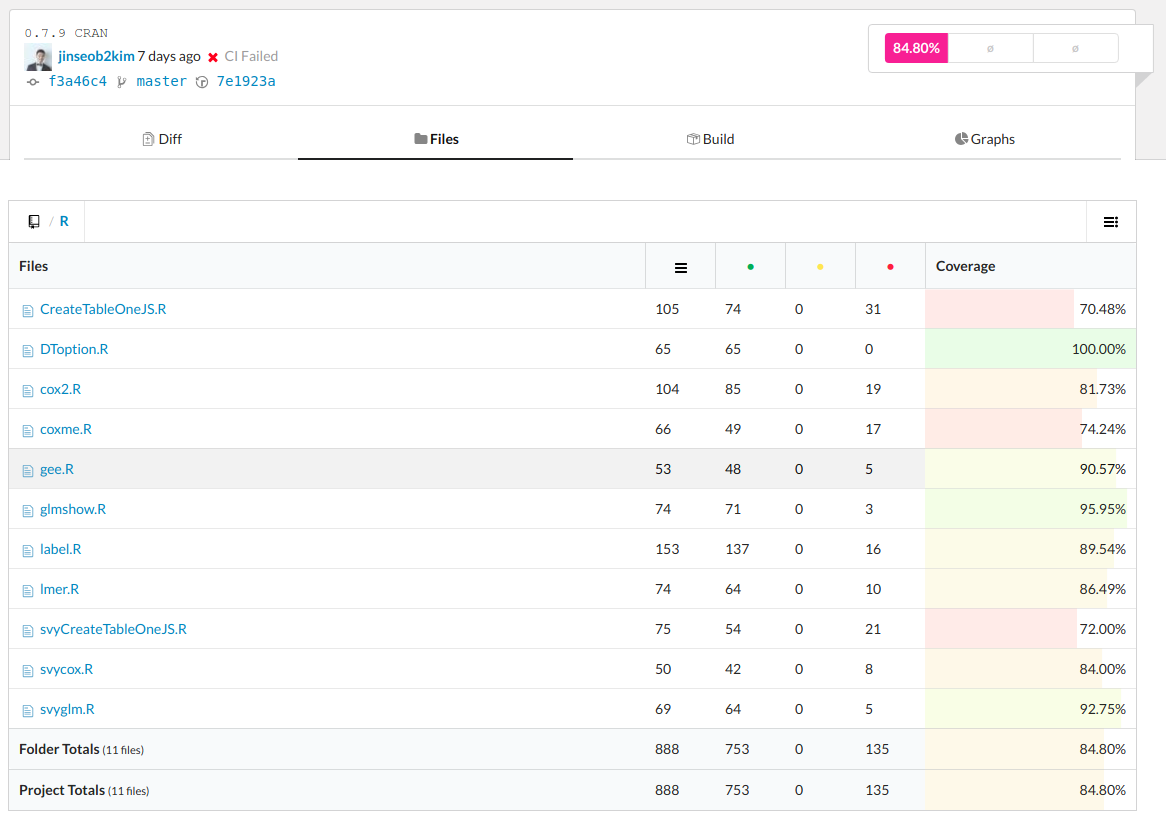 0.7.9 CRAN
jinseob2kim 7 days ago CI Failed
84.80% ø ø
f3a46c4 master 7e1923a
Diff Files Build Graphs
/ R
Files Coverage
CreateTableOneJS.R 105 74 0 31 70.48%
DToption.R 65 65 0 0 100.00%
cox2.R 104 85 0 19 81.73%
coxme.R 66 49 0 17 74.24%
gee.R 53 48 0 5 90.57%
glmshow.R 74 71 0 3 95.95%
label.R 153 137 0 16 89.54%
lmer.R 74 64 0 10 86.49%
svyCreateTableOneJS.R 75 54 0 21 72.00%
svycox.R 50 42 0 8 84.00%
svyglm.R 69 64 0 5 92.75%
Folder Totals (11 files) 888 753 0 135 84.80%
Project Totals (11 files) 888 753 0 135 84.80%